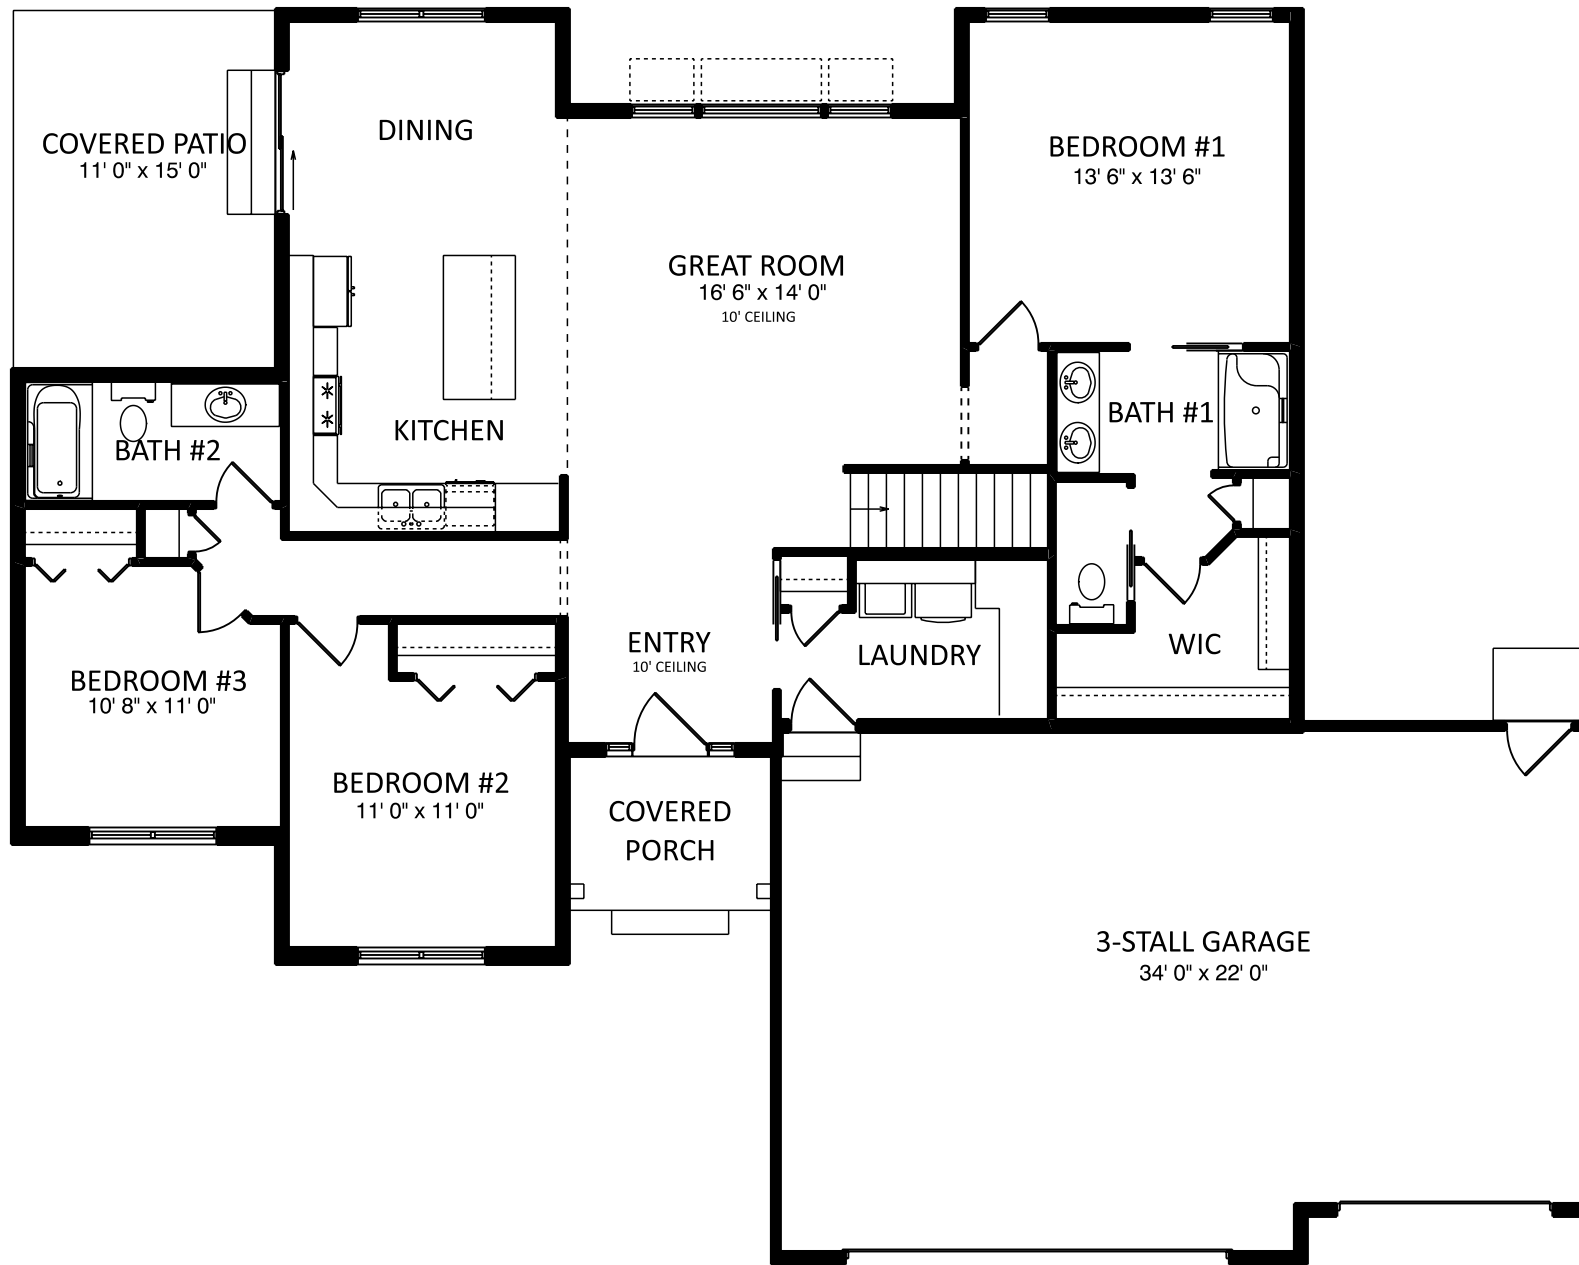 DINING
COVERED PATIO
11' 0" x 15' 0"
BEDROOM #1
13' 6" x 13' 6"
GREAT ROOM
16' 6" x 14' 0"
10' CEILING
KITCHEN
BATH #1
BATH #2
ENTRY
10' CEILING
LAUNDRY
WIC
BEDROOM #3
10' 8" x 11' 0"
BEDROOM #2
11' 0" x 11' 0"
COVERED
PORCH
3-STALL GARAGE
34' 0" x 22' 0"